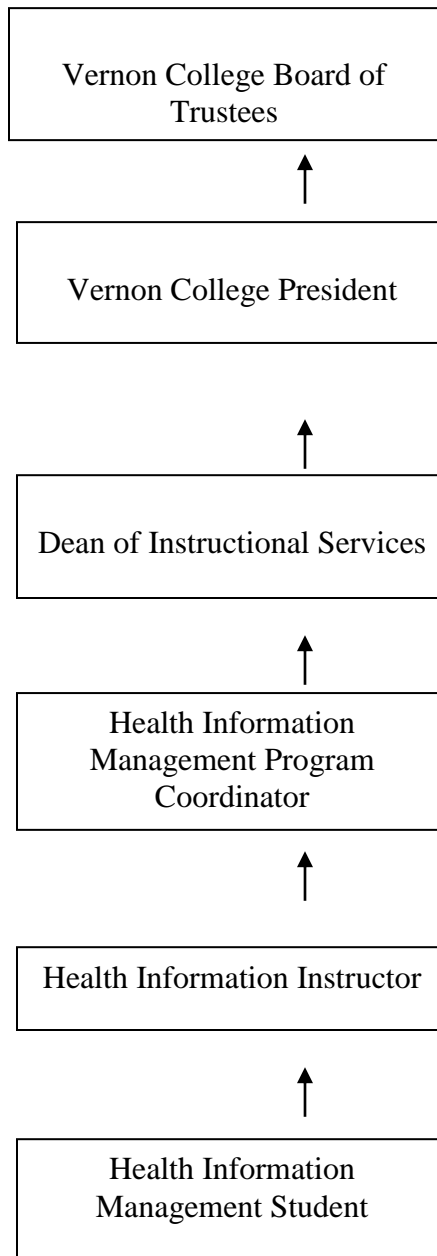 Vernon College Board of
Trustees
Vernon College President
Dean of Instructional Services
Health Information
Management Program
Coordinator
Health Information Instructor
Health Information
Management Student